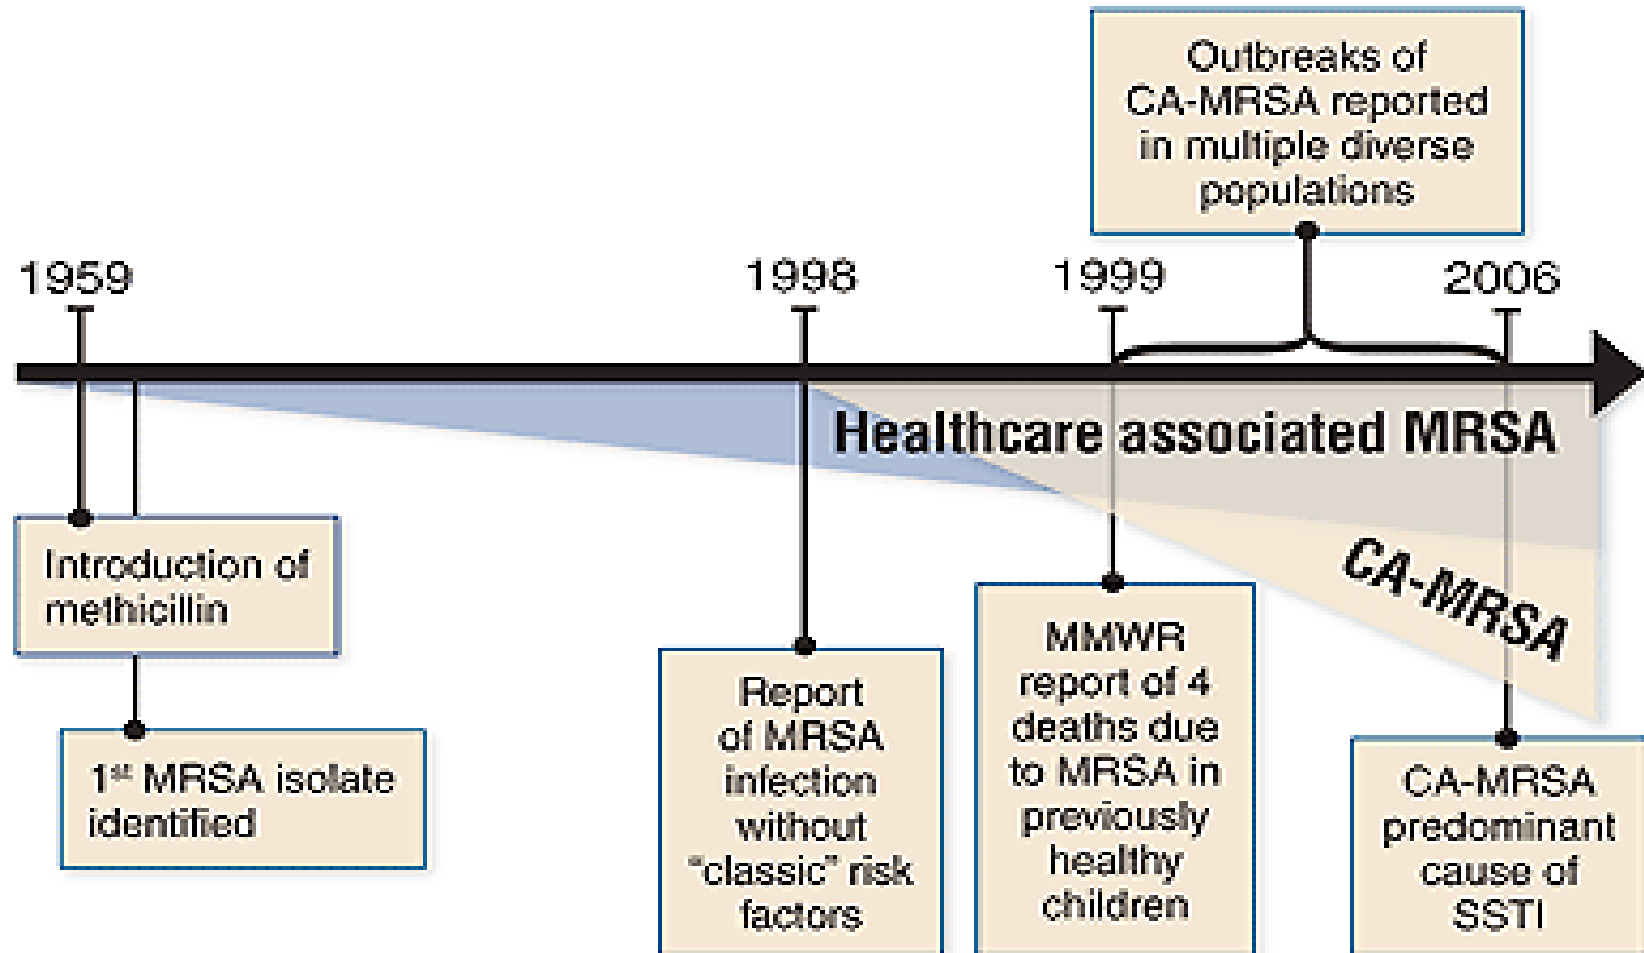 Outbreaks of
CA-MRSA reported
in multiple diverse
populations
1959
1998
1999
2006
Healthcare associated MRSA
CA-MRSA
Introduction of
methicillin
1st MRSA isolate
identified
Report
of MRSA
infection
without
“classic” risk
factors
MMWR
report of 4
deaths due
to MRSA in
previously
healthy
children
CA-MRSA
predominant
cause of
SSTI